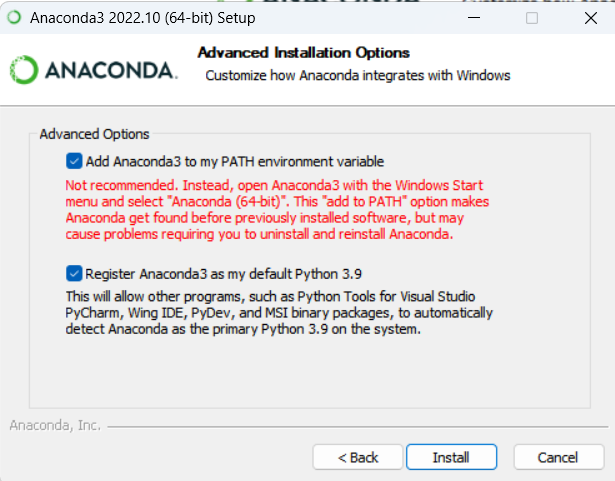 Anaconda3 2022.10 (64-bit) Setup
ANACONDA.
Advanced Installation Options
Customize how Anaconda integrates with Windows
Advanced Options
Add Anaconda3 to my PATH environment variable
Not recommended. Instead, open Anaconda3 with the Windows Start
menu and select "Anaconda (64-bit)". This "add to PATH" option makes
Anaconda get found before previously installed software, but may
cause problems requiring you to uninstall and reinstall Anaconda.
Register Anaconda3 as my default Python 3.9
This will allow other programs, such as Python Tools for Visual Studio
PyCharm, Wing IDE, PyDev, and MSI binary packages, to automatically
detect Anaconda as the primary Python 3.9 on the system.
Anaconda, Inc.
< Back
Install
Cancel